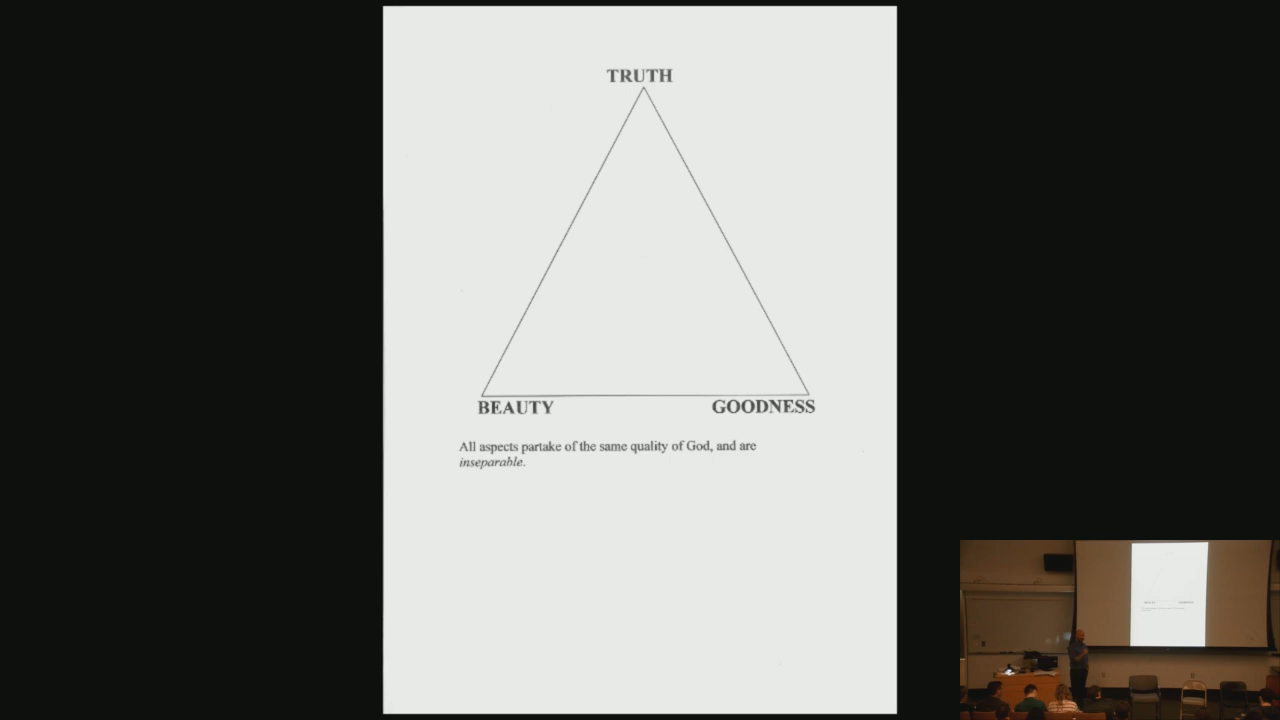 TRUTH
BEAUTY GOODNESS
All aspects partake of the same quality of God, and are
inseparable.